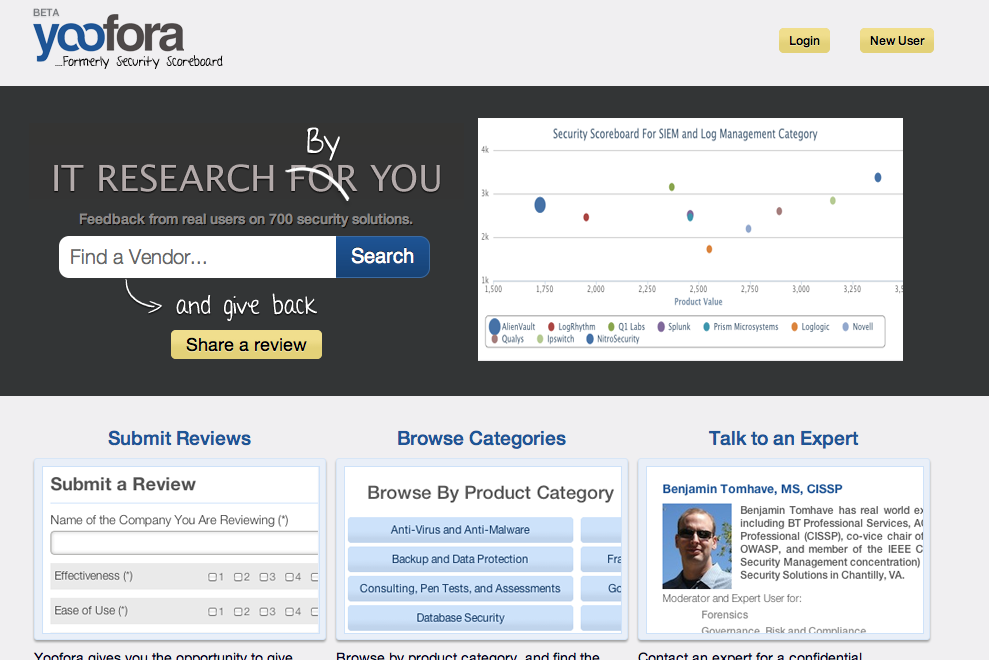 BETA
yoofora
...Formerly Security Scoreboard
Login
New User
By
IT RESEARCH FOR YOU
Feedback from real users on 700 security solutions.
Find a Vendor...
Search
and give back
Share a review
Security Scoreboard For SIEM and Log Management Category
4k
3k
2k
1k
1,500 1,750 2,000 2,250 2,500 2,750 3,000 3,250 3,5
Product Value
AlienVault LogRhythm Q1 Labs Splunk Prism Microsystems Loglogic Novell
Qualys Ipswitch NitroSecurity
Submit Reviews
Submit a Review
Name of the Company You Are Reviewing (*)
Effectiveness (*) 1 2 3 4
Ease of Use (*) 1 2 3 4
Yoofora gives you the opportunity to give
Browse Categories
Browse By Product Category
Anti-Virus and Anti-Malware
Backup and Data Protection Fra
Consulting, Pen Tests, and Assessments Go
Database Security
Browse by product category, and find the
Talk to an Expert
Benjamin Tomhave, MS, CISSP
Benjamin Tomhave has real world ex
including BT Professional Services, AO
Professional (CISSP), co-vice chair of
OWASP, and member of the IEEE C
Security Management concentration)
Security Solutions in Chantilly, VA.
Moderator and Expert User for:
Forensics
Governance, Risk and Compliance
Contact an expert for a confidential